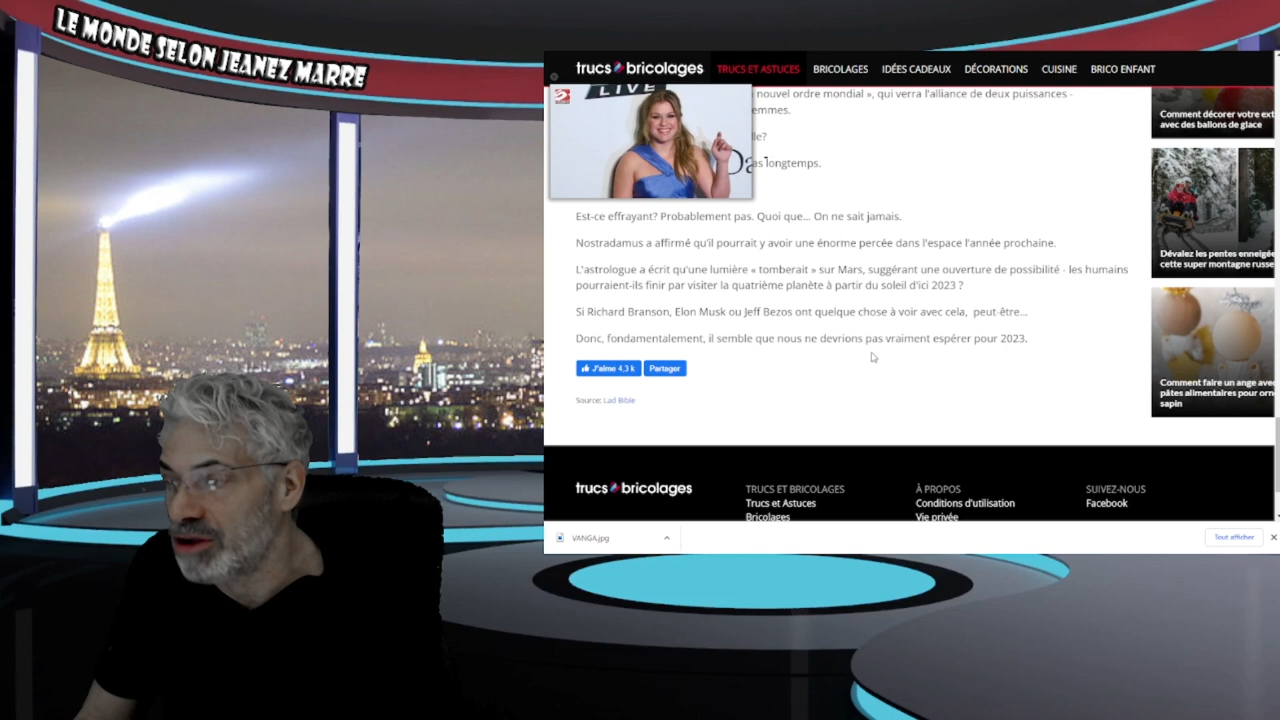 LE MONDE SELON JEANEZ MARRE
trucs bricolages TRUCS ET ASTUCES BRICOLAGES IDÉES CADEAUX DÉCORATIONS CUISINE BRICO ENFANT
LIVE
nouvel ordre mondial », qui verra l'alliance de deux puissances -
emmes.
le?
Da
as longtemps.
Est-ce effrayant? Probablement pas. Quoi que... On ne sait jamais.
Nostradamus a affirmé qu'il pourrait y avoir une énorme percée dans l'espace l'année prochaine.
L'astrologue a écrit qu'une lumière « tomberait » sur Mars, suggérant une ouverture de possibilité - les humains
pourraient-ils finir par visiter la quatrième planète à partir du soleil d'ici 2023 ?
Si Richard Branson, Elon Musk ou Jeff Bezos ont quelque chose à voir avec cela, peut-être...
Donc, fondamentalement, il semble que nous ne devrions pas vraiment espérer pour 2023.
J'aime 4,3 k Partager
Source: Lad Bible
Comment décorer votre ext
avec des ballons de glace
Dévalez les pentes enneigée
cette super montagne russe
Comment faire un ange avec
pâtes alimentaires pour orn
sapin
trucs bricolages
TRUCS ET BRICOLAGES
Trucs et Astuces
Bricolages
À PROPOS
Conditions d'utilisation
Vie privée
SUIVEZ-NOUS
Facebook
VANGA.jpg
Tout afficher